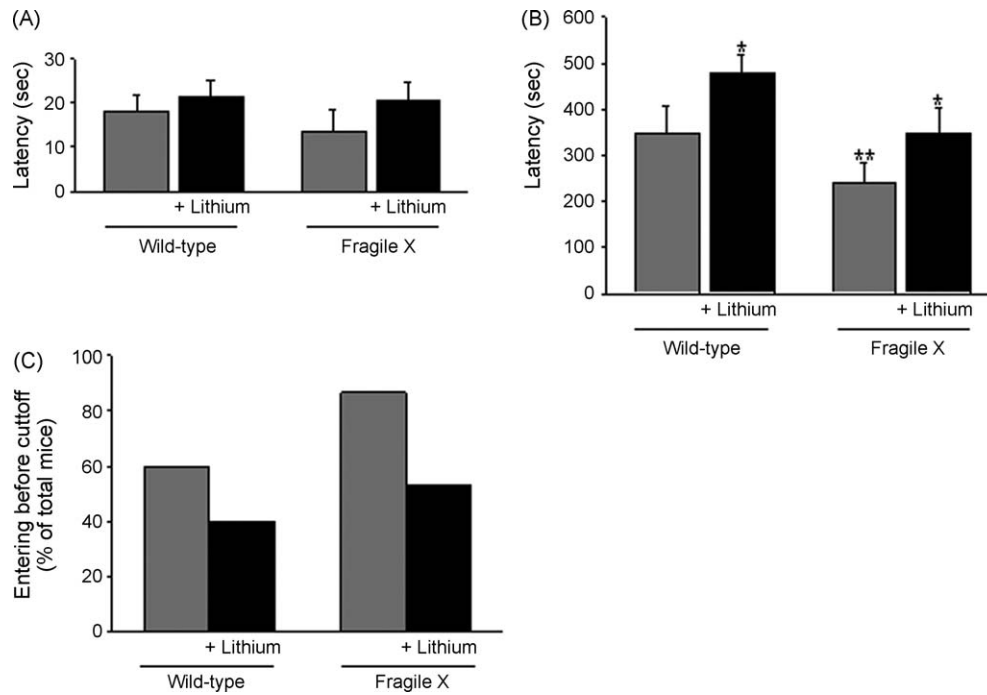 (A)
Latency (sec)
30
20
10
0
+ Lithium + Lithium
Wild-type Fragile X
(B)
Latency (sec)
600
500
400
300
200
100
0
*
**
*
+ Lithium + Lithium
Wild-type Fragile X
(C)
Entering before cuttoff
(% of total mice)
100
80
60
40
20
0
+ Lithium + Lithium
Wild-type Fragile X